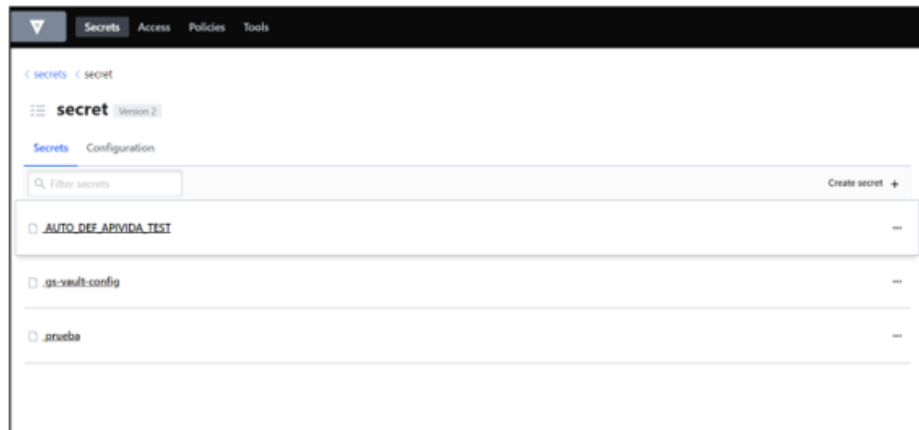 Secrets Access Policies Tools
< secrets < secret
secret Version 2
Secrets Configuration
Filter secrets Create secret +
AUTO_DEF_APIVIDA_TEST
gs-vault-config
prueba